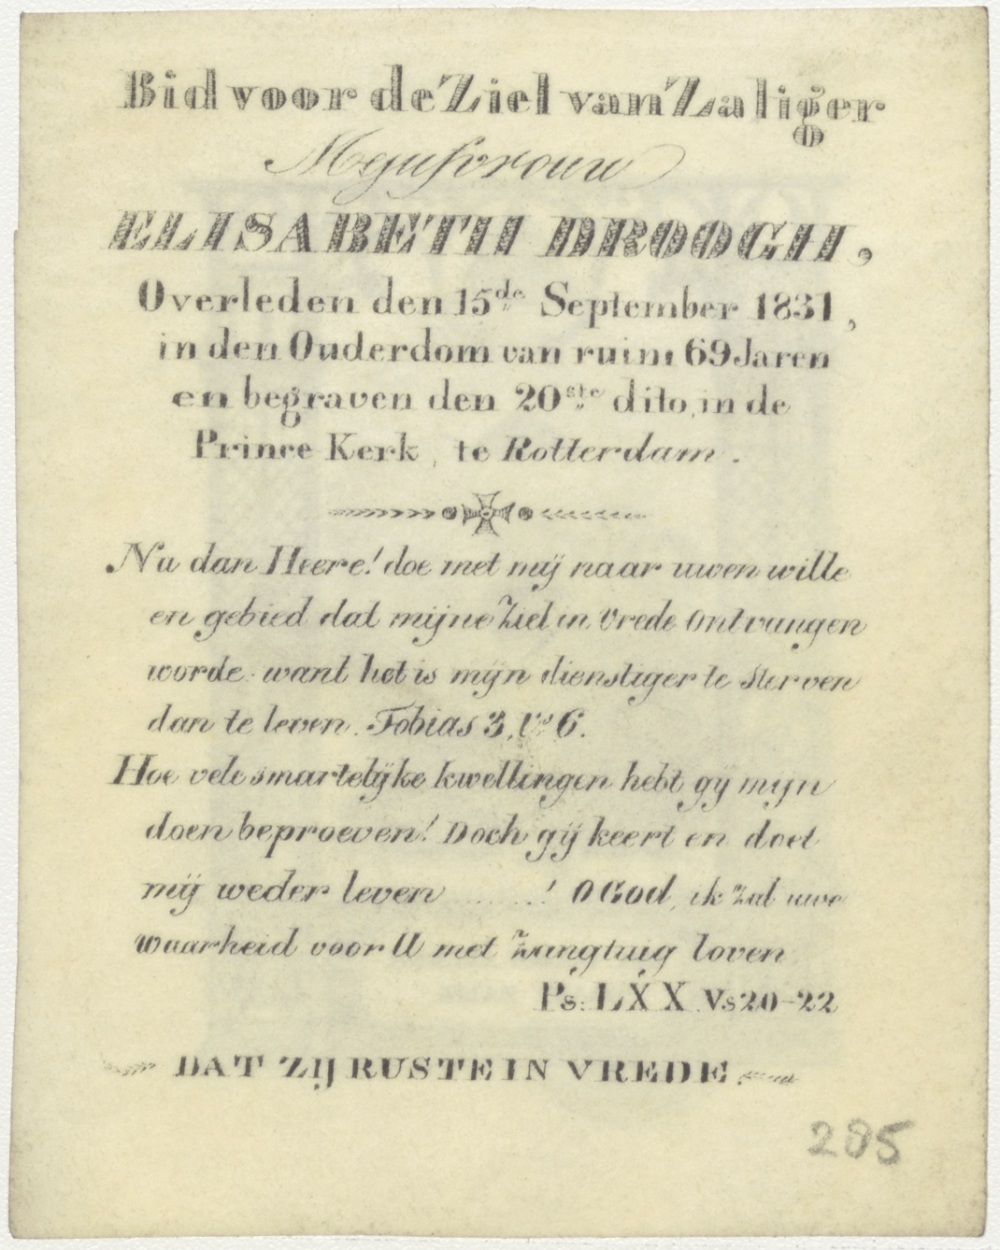 Bid voor de Ziel van Zaliger
Mejufvrouw
ELISABETH DROOGH,
Overleden den 15de September 1831,
in den Ouderdom van ruim 69 Jaren
en begraven den 20ste dito, in de
Prince Kerk, te Rotterdam.
Nu dan Heere! doe met mij naar uwen wille
en gebied dat mijne Ziel in Vrede Ontvangen
worde want het is mijn dienstiger te Sterven
dan te leven. Tobias 3, Vs 6.
Hoe vele smartelijke kwellingen hebt gij mijn
doen beproeven! Doch gij keert en doet
mij weder leven ......! O God, ik zal uwe
waarheid voor U met Zangtuig loven
Ps: LXX. Vs 20-22
DAT ZIJ RUSTE IN VREDE.
285